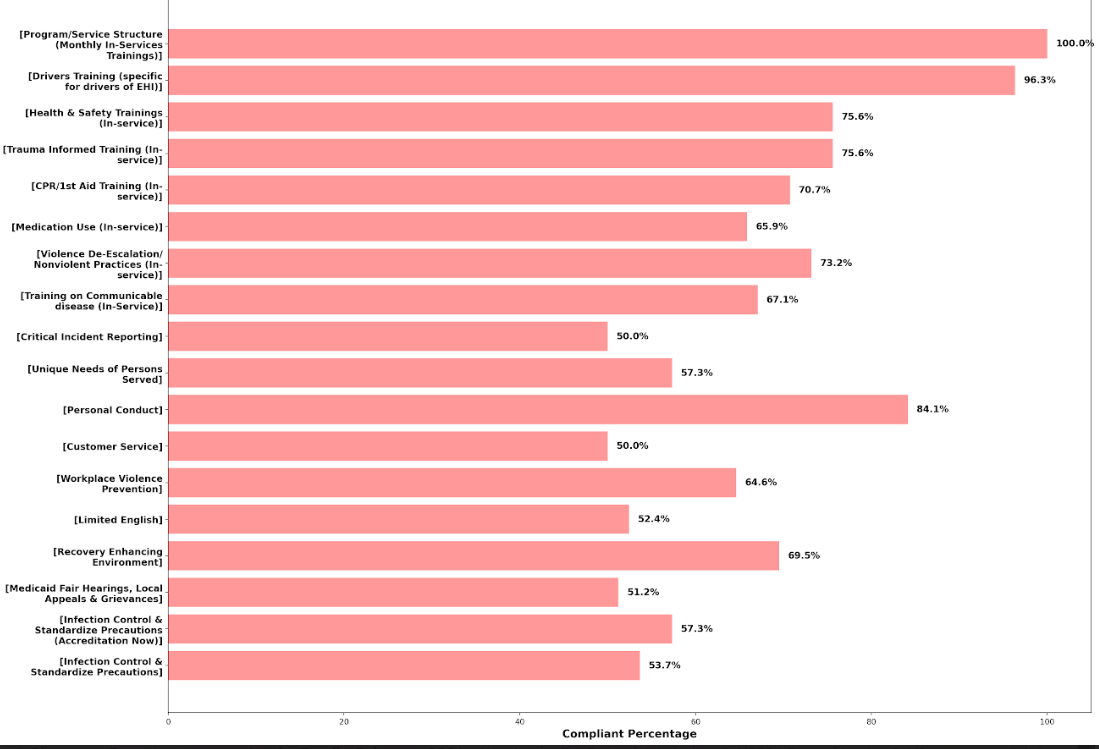 [Program/Service Structure
(Monthly In-Services
Trainings)]
100.0%
[Drivers Training (specific
for drivers of EHI)]
96.3%
[Health & Safety Trainings
(In-service)]
75.6%
[Trauma Informed Training (In-
service)]
75.6%
[CPR/1st Aid Training (In-
service)]
70.7%
[Medication Use (In-service)]
65.9%
[Violence De-Escalation/
Nonviolent Practices (In-
service)]
73.2%
[Training on Communicable
disease (In-Service)]
67.1%
[Critical Incident Reporting]
50.0%
[Unique Needs of Persons
Served]
57.3%
[Personal Conduct]
84.1%
[Customer Service]
50.0%
[Workplace Violence
Prevention]
64.6%
[Limited English]
52.4%
[Recovery Enhancing
Environment]
69.5%
[Medicaid Fair Hearings, Local
Appeals & Grievances]
51.2%
[Infection Control &
Standardize Precautions
(Accreditation Now)]
57.3%
[Infection Control &
Standardize Precautions]
53.7%
0 20 40 60 80 100
Compliant Percentage